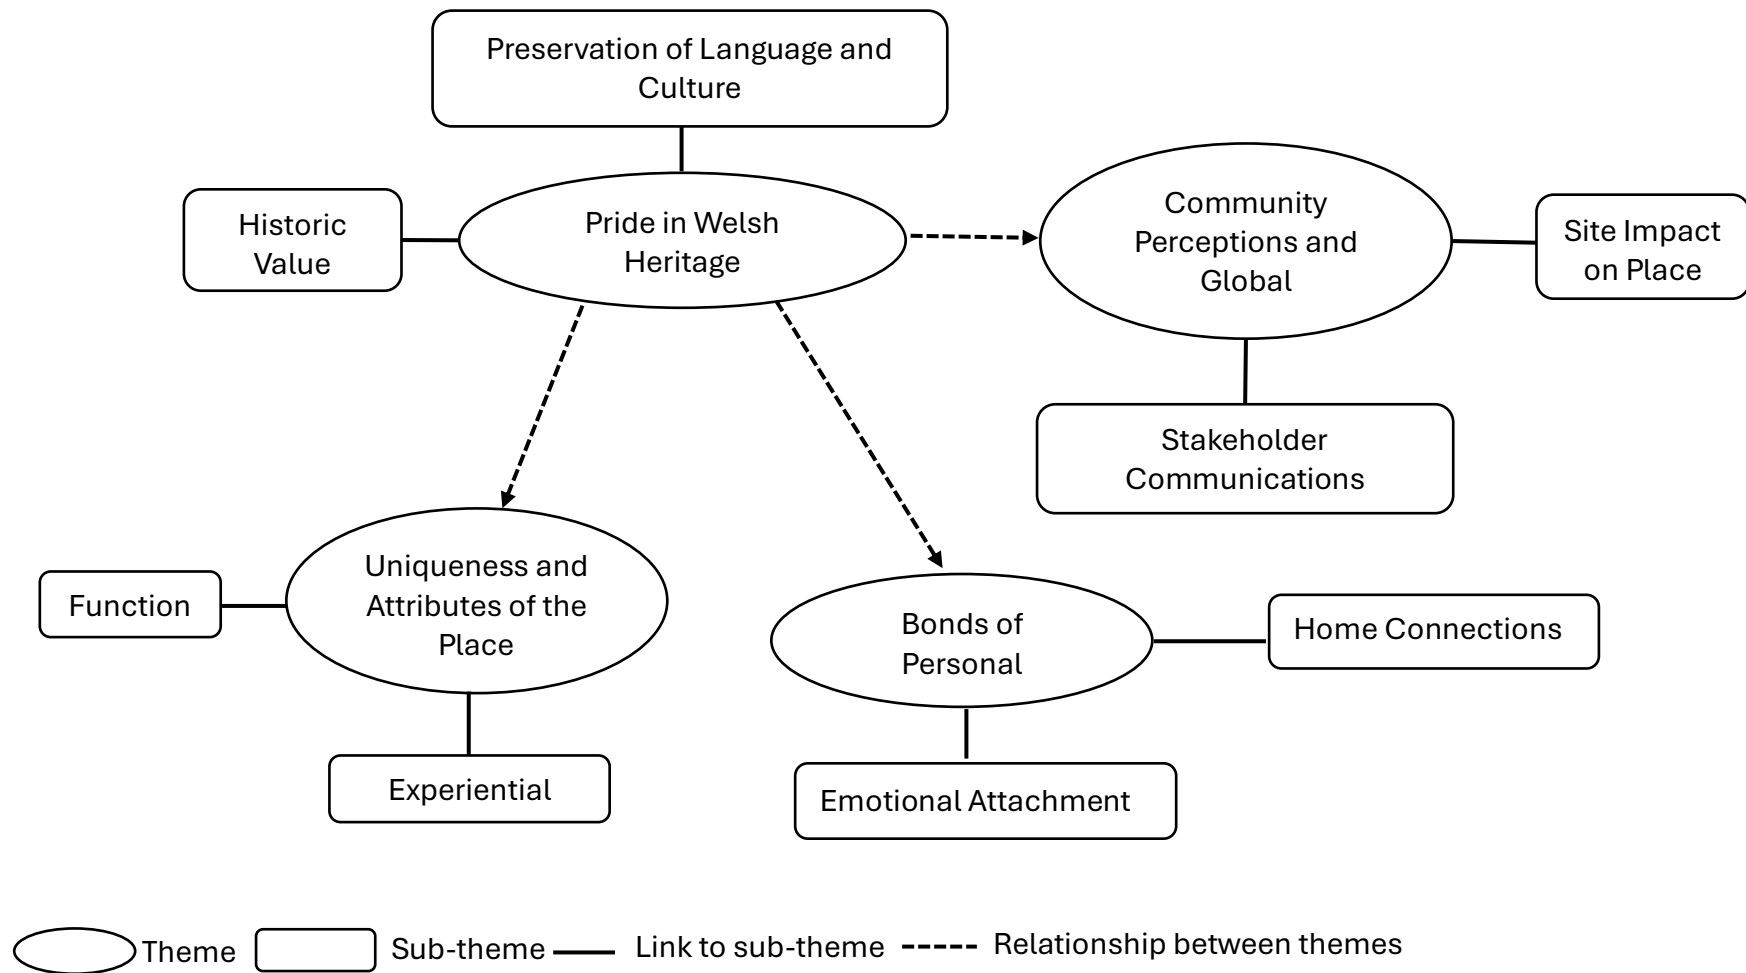 Preservation of Language and
Culture
Historic
Value
Pride in Welsh
Heritage
Community
Perceptions and
Global
Site Impact
on Place
Stakeholder
Communications
Uniqueness and
Attributes of the
Place
Function
Bonds of
Personal
Home Connections
Experiential
Emotional Attachment
Theme
Sub-theme
Link to sub-theme
Relationship between themes